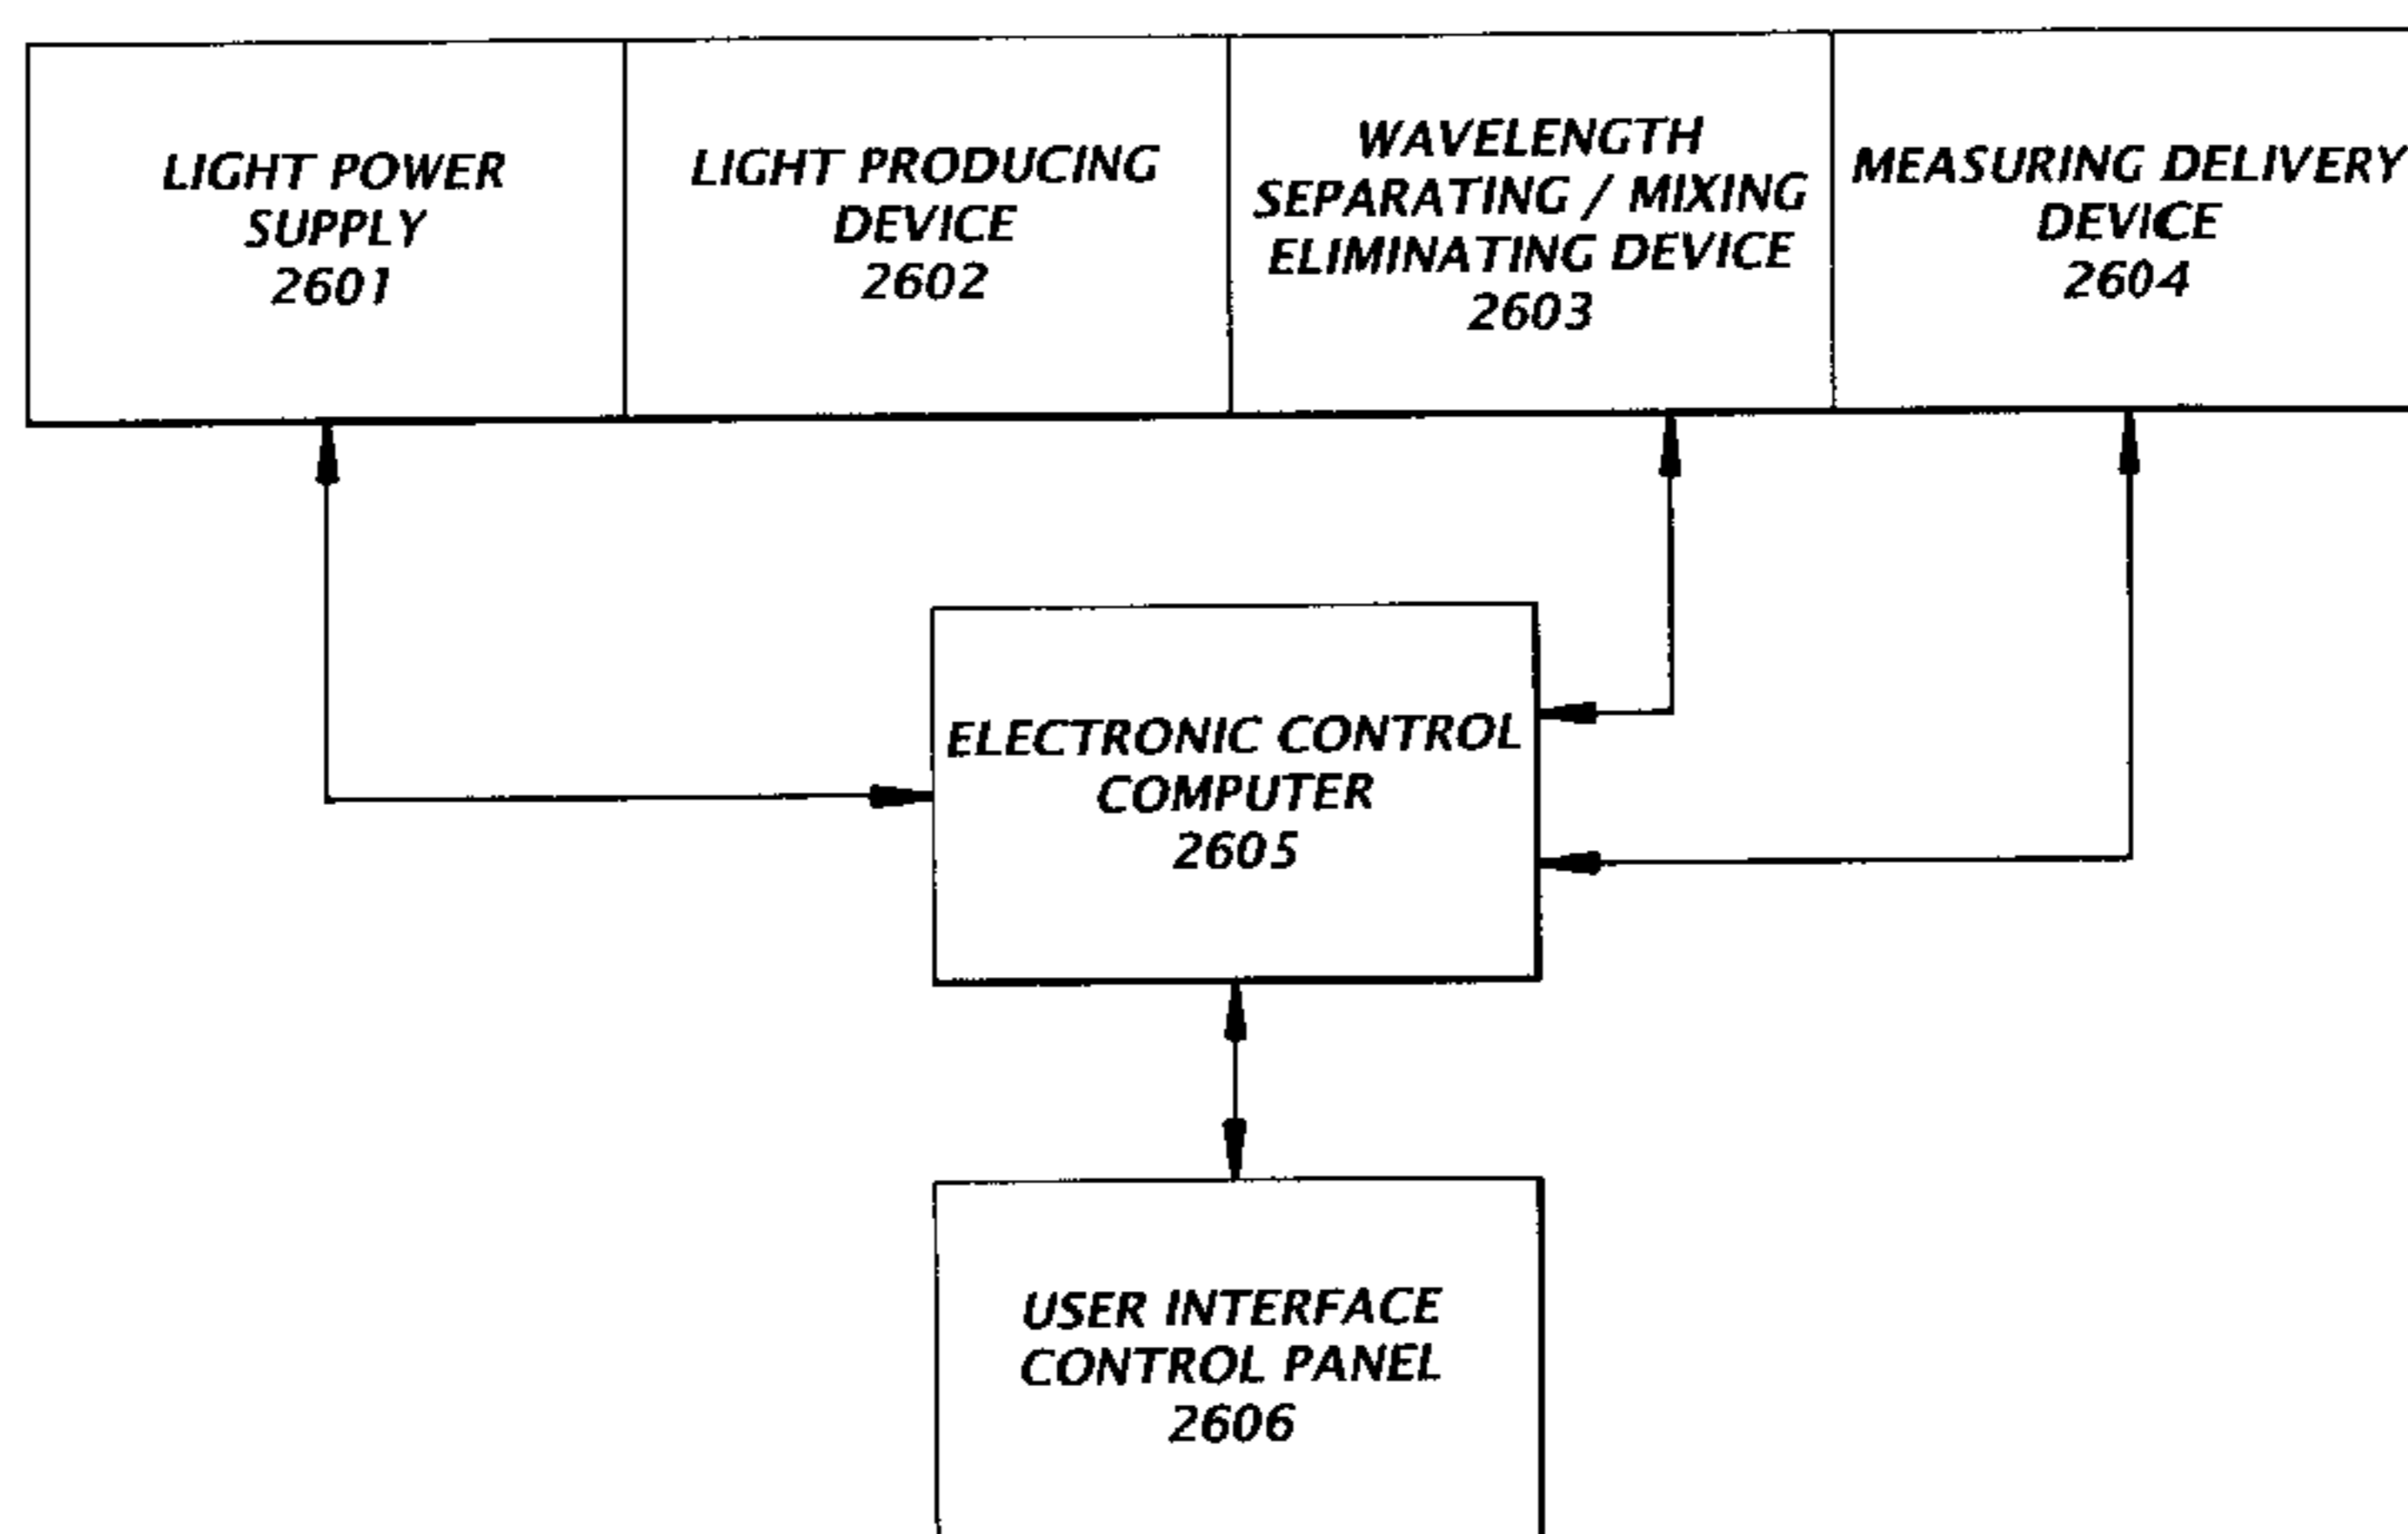 LIGHT POWER
SUPPLY
2601
LIGHT PRODUCING
DEVICE
2602
WAVELENGTH
SEPARATING / MIXING
ELIMINATING DEVICE
2603
MEASURING DELIVERY
DEVICE
2604
ELECTRONIC CONTROL
COMPUTER
2605
USER INTERFACE
CONTROL PANEL
2606